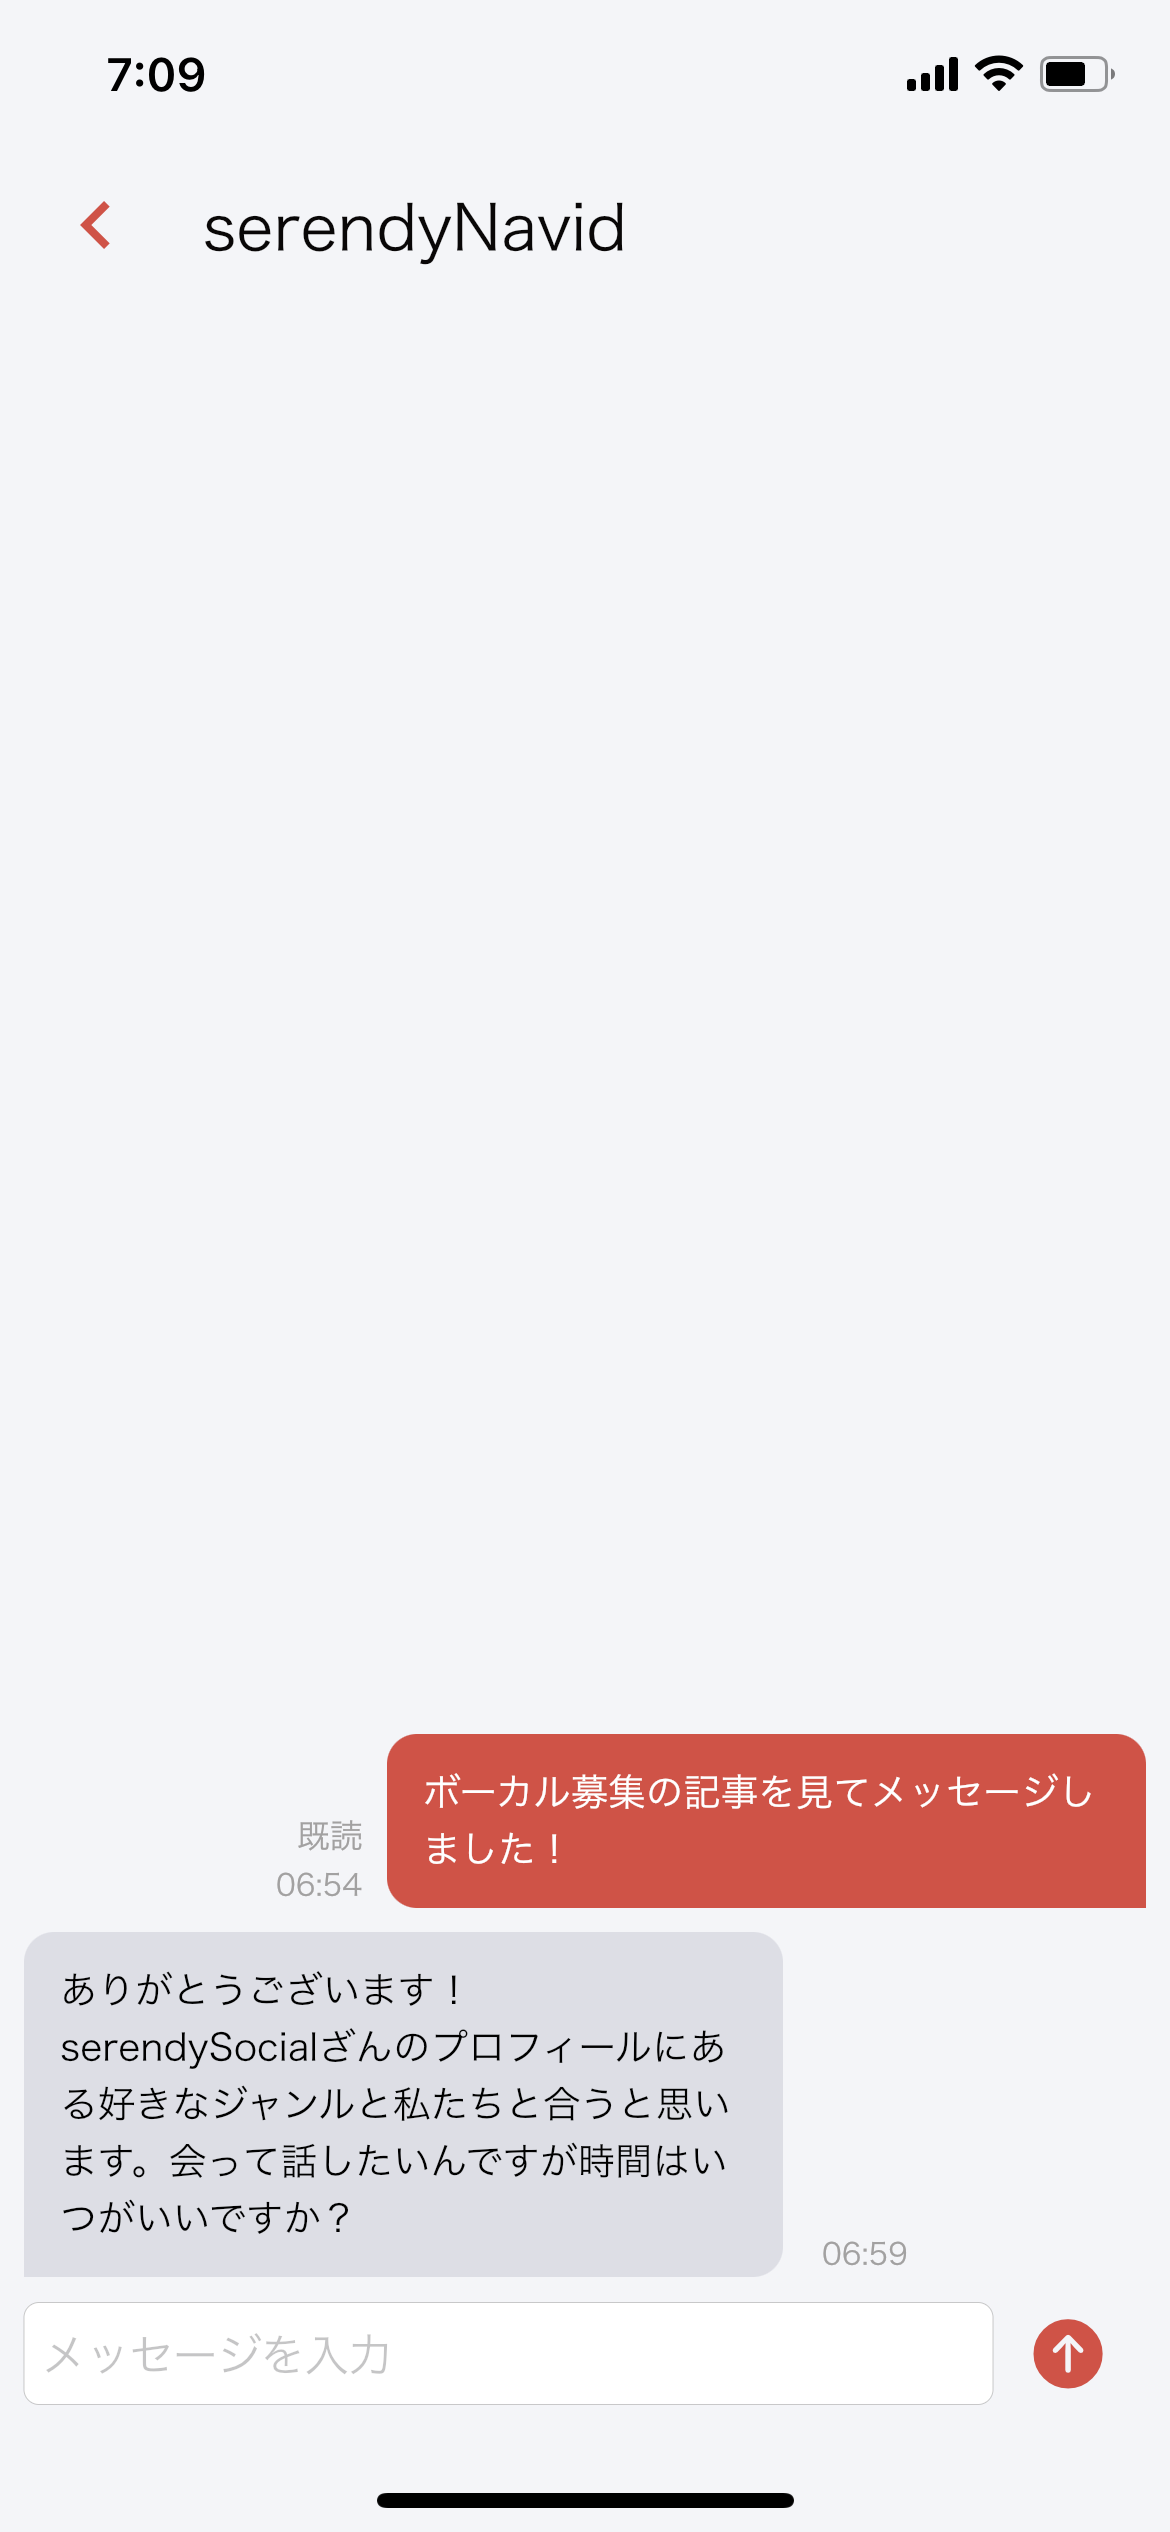 7:09
serendyNavid
ボーカル募集の記事を見てメッセージし
ました！
既読
06:54
ありがとうございます！
serendySocialざんのプロフィールにあ
る好きなジャンルと私たちと合うと思い
ます。会って話したいんですが時間はい
つがいいですか？
06:59
メッセージを入力